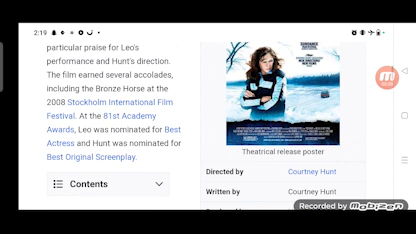 2:19
particular praise for Leo's
performance and Hunt's direction.
The film earned several accolades,
including the Bronze Horse at the
2008 Stockholm International Film
Festival. At the 81st Academy
Awards, Leo was nominated for Best
Actress and Hunt was nominated for
Best Original Screenplay.
Contents
Theatrical release poster
Directed by Courtney Hunt
Written by Courtney Hunt
Recorded by Mobizen